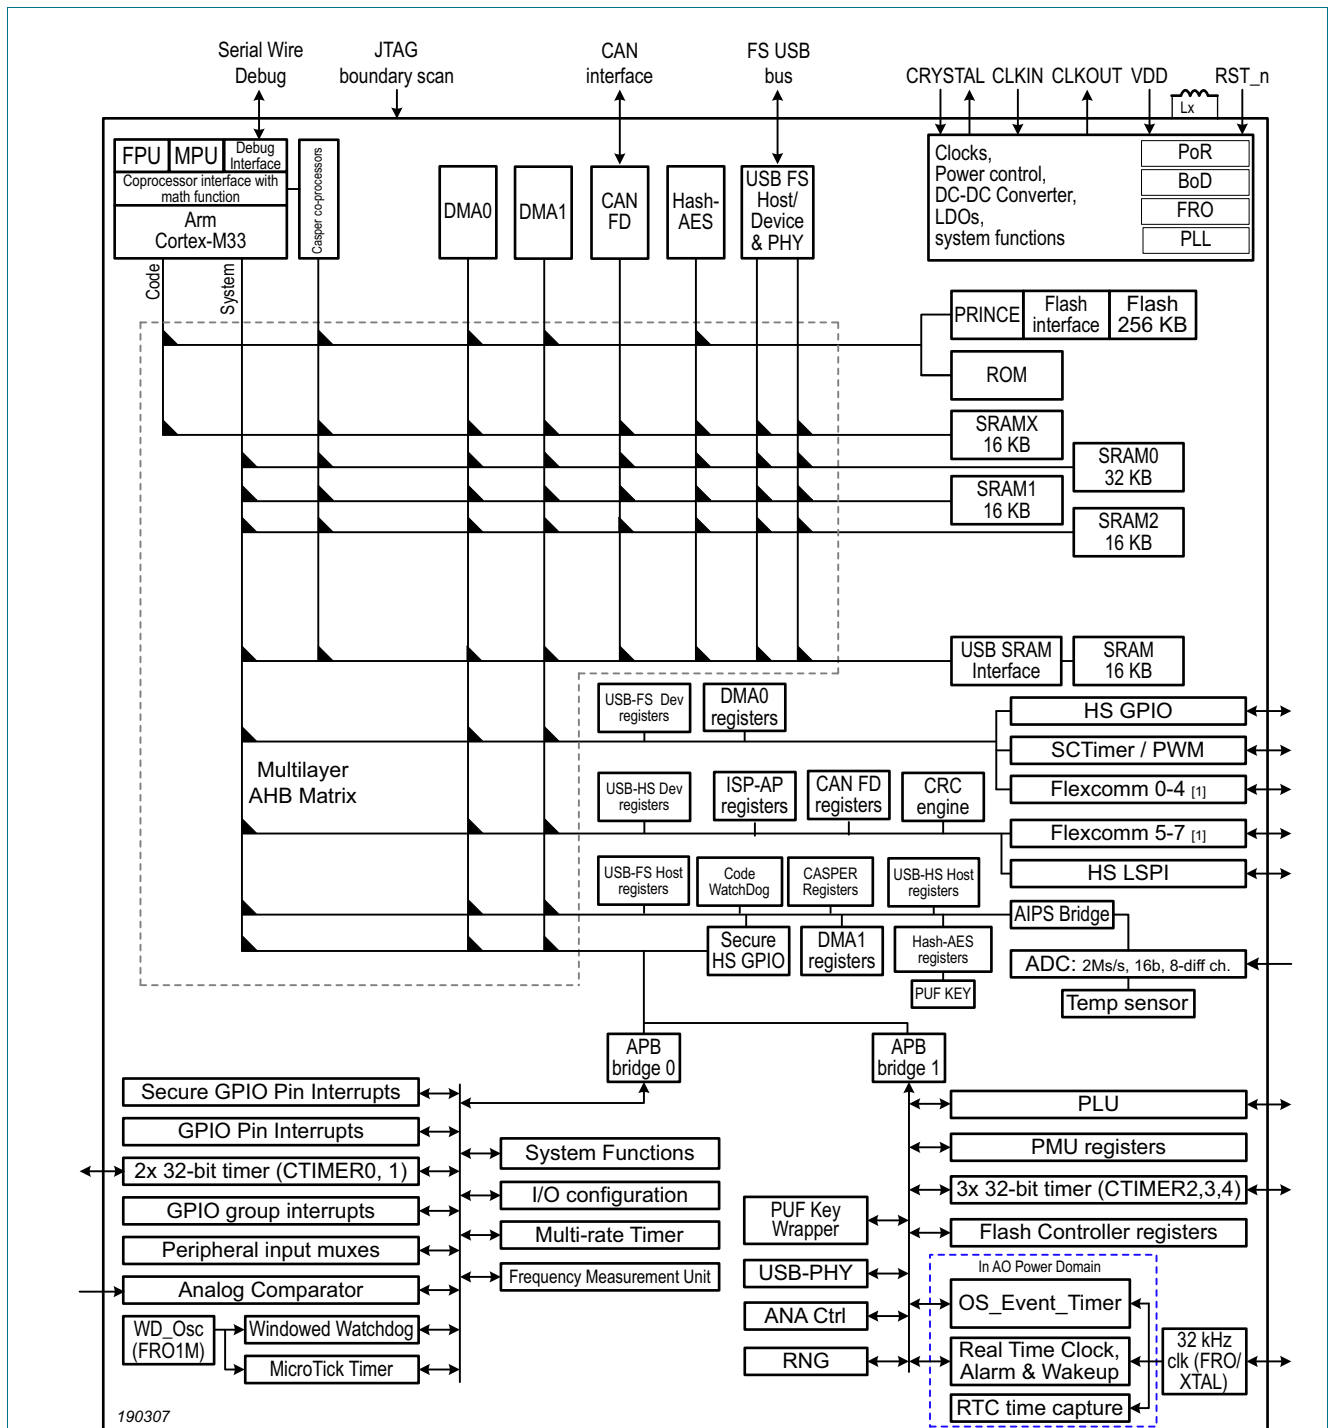 Serial Wire
Debug
JTAG
boundary scan
CAN
interface
FS USB
bus
CRYSTAL CLKIN CLKOUT VDD
Lx
RST_n
FPU
MPU
Debug
Interface
Coprocessor interface with
math function
Arm
Cortex-M33
Casper co-processors
DMA0
DMA1
CAN
FD
Hash-
AES
USB FS
Host/
Device
& PHY
Clocks,
Power control,
DC-DC Converter,
LDOs,
system functions
PoR
BoD
FRO
PLL
Code
System
PRINCE
Flash
interface
Flash
256 KB
ROM
SRAMX
16 KB
SRAM0
32 KB
SRAM1
16 KB
SRAM2
16 KB
USB SRAM
Interface
SRAM
16 KB
Multilayer
AHB Matrix
USB-FS Dev
registers
DMA0
registers
HS GPIO
SCTimer / PWM
Flexcomm 0-4 [1]
USB-HS Dev
registers
ISP-AP
registers
CAN FD
registers
CRC
engine
Flexcomm 5-7 [1]
HS LSPI
USB-FS Host
registers
Code
WatchDog
CASPER
Registers
USB-HS Host
registers
AIPS Bridge
Secure
HS GPIO
DMA1
registers
Hash-AES
registers
PUF KEY
ADC: 2Ms/s, 16b, 8-diff ch.
Temp sensor
APB
bridge 0
APB
bridge 1
Secure GPIO Pin Interrupts
GPIO Pin Interrupts
2x 32-bit timer (CTIMER0, 1)
GPIO group interrupts
Peripheral input muxes
Analog Comparator
WD_Osc
(FRO1M)
Windowed Watchdog
MicroTick Timer
System Functions
I/O configuration
Multi-rate Timer
Frequency Measurement Unit
PUF Key
Wrapper
USB-PHY
ANA Ctrl
RNG
PLU
PMU registers
3x 32-bit timer (CTIMER2,3,4)
Flash Controller registers
In AO Power Domain
OS_Event_Timer
Real Time Clock,
Alarm & Wakeup
RTC time capture
32 kHz
clk (FRO/
XTAL)
190307